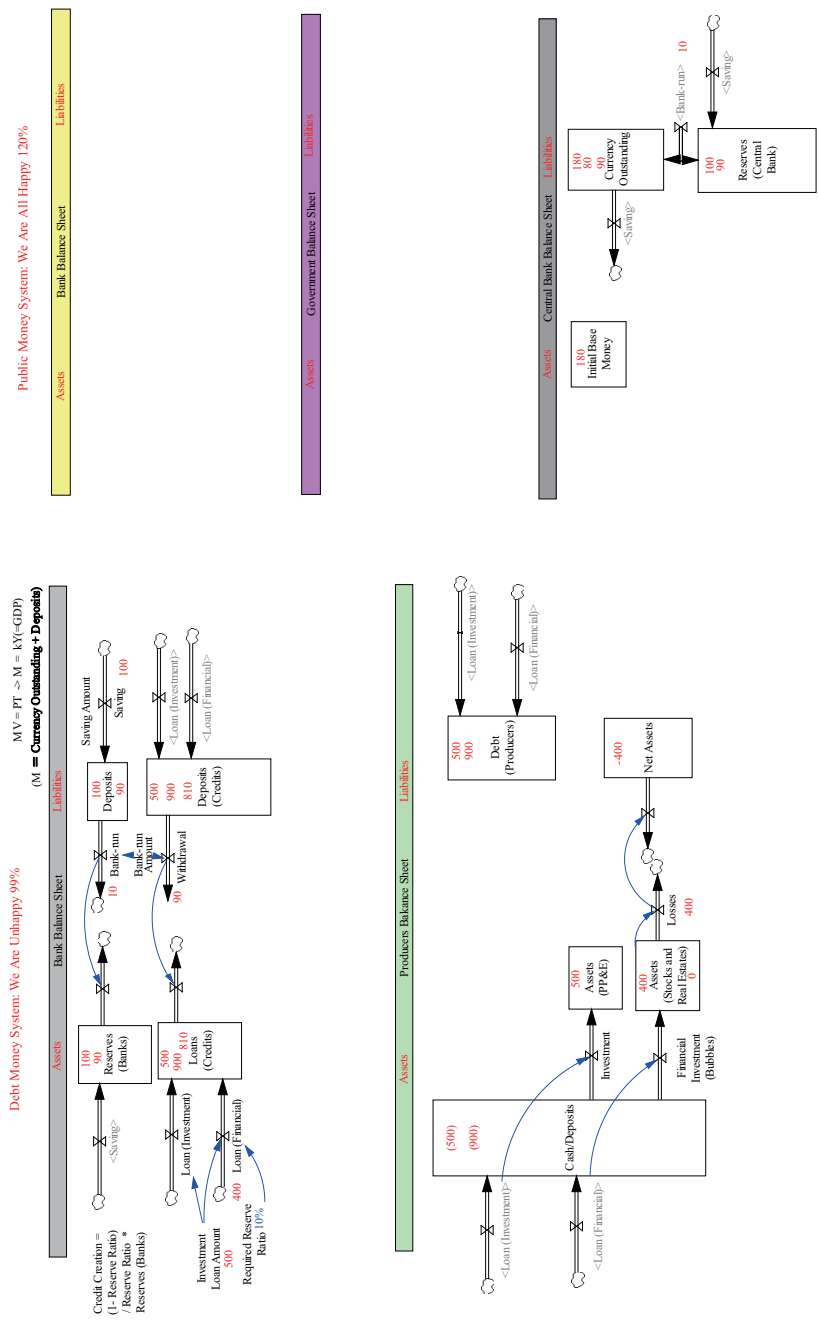 Debt Money System: We Are Unhappy 99%
MV = PT -> M = kY(=GDP)
(M = Currency Outstanding + Deposits)
Public Money System: We Are All Happy 120%
Assets
Bank Balance Sheet
Liabilities
Credit Creation =
(1- Reserve Ratio)
/ Reserve Ratio *
Reserves (Banks)
<Saving>
100
90
Reserves
(Banks)
10
Bank-run
100
Deposits
90
Saving Amount
Saving
100
Bank-run
Amount
Investment
Loan Amount
500
Loan (Investment)
400
Loan (Financial)
Required Reserve
Ratio 10%
500
900 810
Loans
(Credits)
90
Withdrawal
500
900
810
Deposits
(Credits)
<Loan (Investment)>
<Loan (Financial)>
Assets
Producers Bakance Sheet
Liabilities
<Loan (Investment)>
<Loan (Financial)>
(500)
(900)
Cash/Deposits
Investment
500
Assets
(PP&E)
Financial
Investment
(Bubbles)
400
Assets
(Stocks and
Real Estates)
0
Losses
400
500
900
Debt
(Producers)
<Loan (Investment)>
<Loan (Financial)>
-400
Net Assets
Assets
Bank Balance Sheet
Liabilities
Assets
Government Balance Sheet
Liabilities
Assets
Central Bank Balance Sheet
Liabilities
180
Initial Base
Money
<Saving>
180
80
90
Currency
Outstanding
<Bank-run>
10
100
90
Reserves
(Central
Bank)
<Saving>